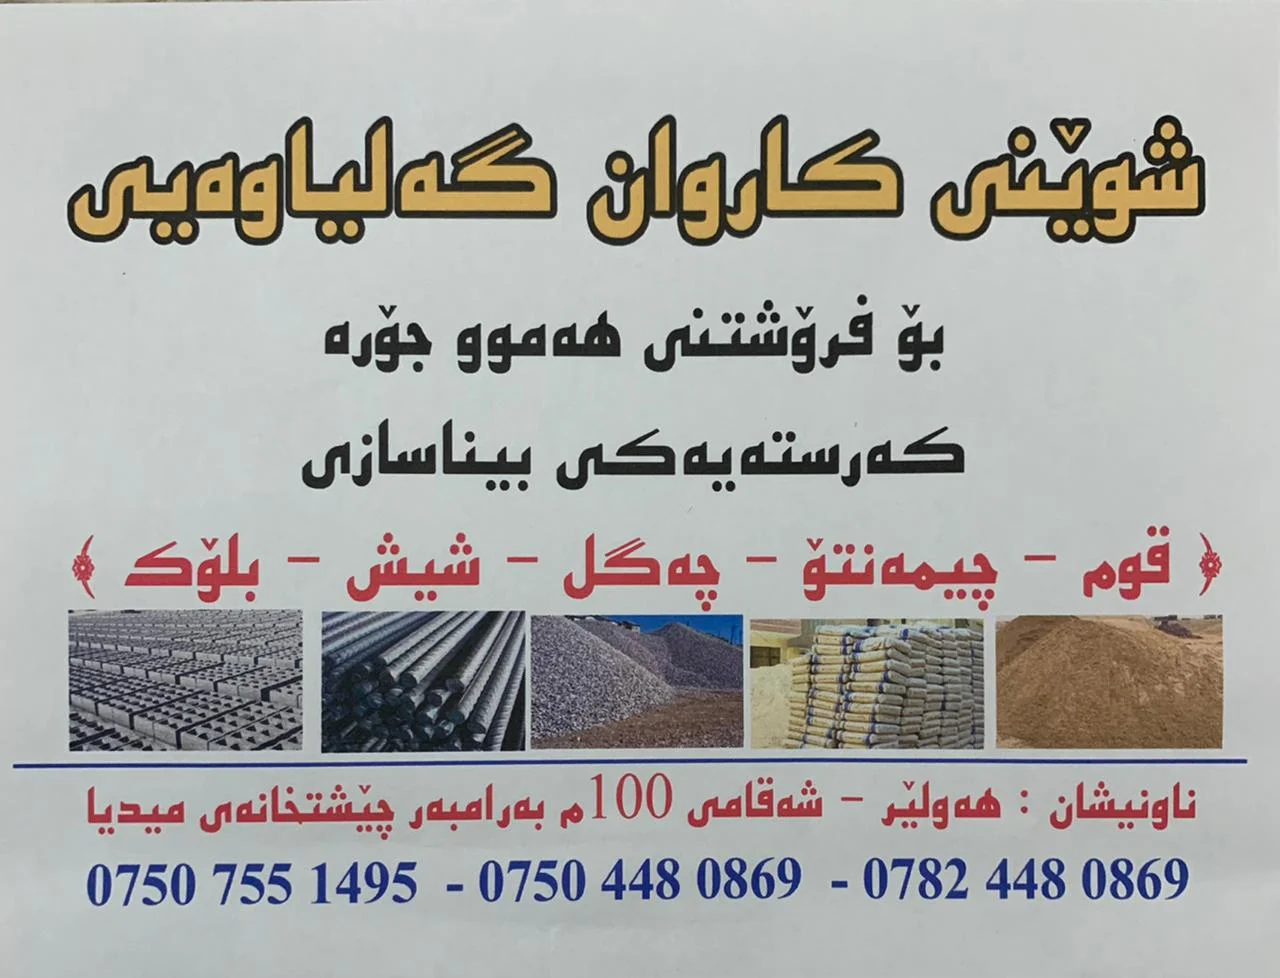 شوێنی کاروان گەلیاوەیی
بۆ فرۆشتنی هەموو جۆرە
کەرستەیەکی بیناسازی
﴿ قوم - چیمەنتۆ - چەگل - شیش - بلۆک ﴾
ناونیشان : هەولێر - شەقامی 100م بەرامبەر چێشتخانەی میدیا
0750 755 1495 - 0750 448 0869 - 0782 448 0869